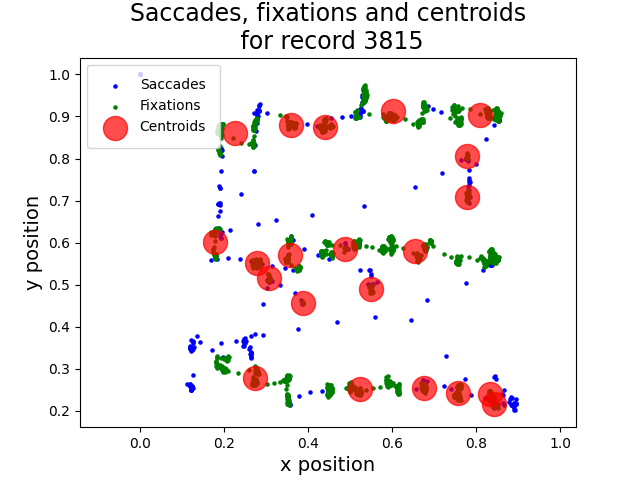 Saccades, fixations and centroids
for record 3815
Saccades
Fixations
Centroids
1.0
0.9
0.8
0.7
0.6
0.5
0.4
0.3
0.2
y position
0.0
0.2
0.4
0.6
0.8
1.0
x position